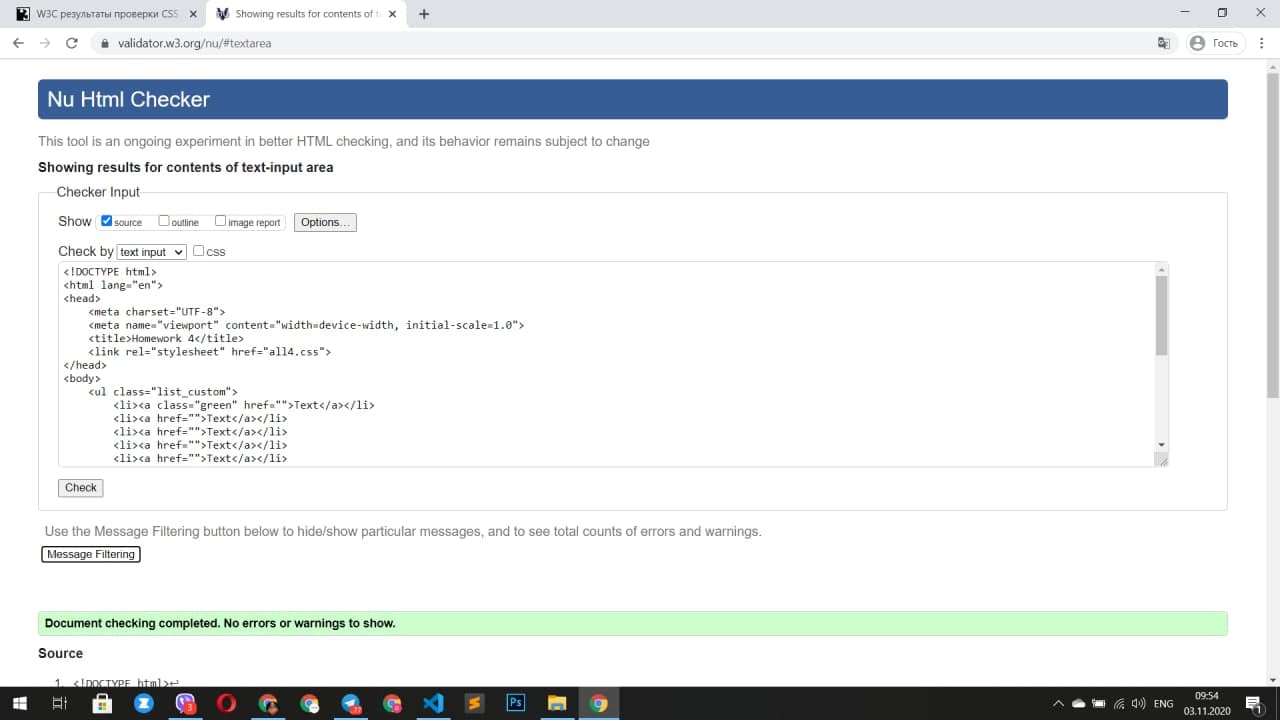 W3C результаты проверки CSS
Showing results for contents of t
validator.w3.org/nu/#textarea
Гость
Nu Html Checker
This tool is an ongoing experiment in better HTML checking, and its behavior remains subject to change
Showing results for contents of text-input area
Checker Input
Show source outline image report Options...
Check by text input css
<!DOCTYPE html>
<html lang="en">
<head>
    <meta charset="UTF-8">
    <meta name="viewport" content="width=device-width, initial-scale=1.0">
    <title>Homework 4</title>
    <link rel="stylesheet" href="all4.css">
</head>
<body>
    <ul class="list_custom">
        <li><a class="green" href="">Text</a></li>
        <li><a href="">Text</a></li>
        <li><a href="">Text</a></li>
        <li><a href="">Text</a></li>
        <li><a href="">Text</a></li>
Check
Use the Message Filtering button below to hide/show particular messages, and to see total counts of errors and warnings.
Message Filtering
Document checking completed. No errors or warnings to show.
Source
1. <!DOCTYPE html>↩
3
Ps
ENG
09:54
03.11.2020
1